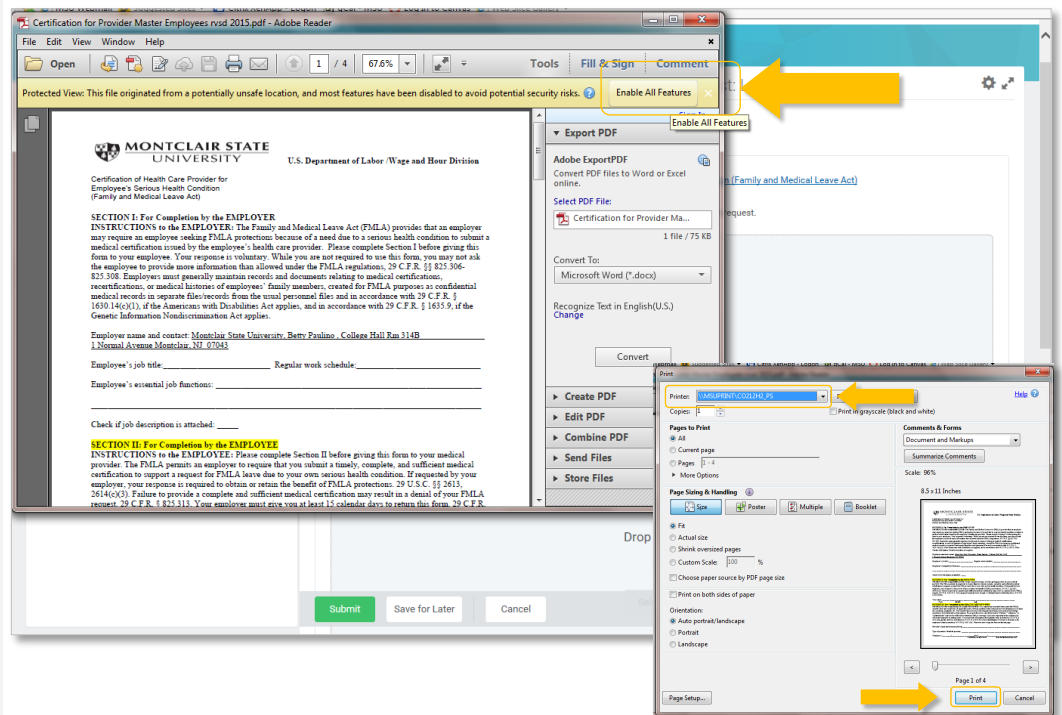 Certification for Provider Master Employees rvsd 2015.pdf - Adobe Reader
File Edit View Window Help
Open 1 / 4 67.6% Tools Fill & Sign Comment
Protected View: This file originated from a potentially unsafe location, and most features have been disabled to avoid potential security risks. Enable All Features
Enable All Features
MONTCLAIR STATE
UNIVERSITY
U.S. Department of Labor /Wage and Hour Division
Certification of Health Care Provider for
Employee's Serious Health Condition
(Family and Medical Leave Act)
SECTION I: For Completion by the EMPLOYER
INSTRUCTIONS to the EMPLOYER: The Family and Medical Leave Act (FMLA) provides that an employer
may require an employee seeking FMLA protections because of a need due to a serious health condition to submit a
medical certification issued by the employee's health care provider. Please complete Section I before giving this
form to your employee. Your response is voluntary. While you are not required to use this form, you may not ask
the employee to provide more information than allowed under the FMLA regulations, 29 C.F.R. §§ 825.306-
825.308. Employers must generally maintain records and documents relating to medical certifications,
recertifications, or medical histories of employees' family members, created for FMLA purposes as confidential
medical records in separate files/records from the usual personnel files and in accordance with 29 C.F.R. §
1630.14(c)(1), if the Americans with Disabilities Act applies, and in accordance with 29 C.F.R. § 1635.9, if the
Genetic Information Nondiscrimination Act applies.
Employer name and contact: Montclair State University, Betty Paulino , College Hall Rm 314B
1 Normal Avenue Montclair, NJ 07043
Employee's job title: Regular work schedule:
Employee's essential job functions:
Check if job description is attached:
SECTION II: For Completion by the EMPLOYEE
INSTRUCTIONS to the EMPLOYEE: Please complete Section II before giving this form to your medical
provider. The FMLA permits an employer to require that you submit a timely, complete, and sufficient medical
certification to support a request for FMLA leave due to your own serious health condition. If requested by your
employer, your response is required to obtain or retain the benefit of FMLA protections. 29 U.S.C. §§ 2613,
2614(c)(3). Failure to provide a complete and sufficient medical certification may result in a denial of your FMLA
request. 29 C.F.R. § 825.313. Your employer must give you at least 15 calendar days to return this form. 29 C.F.R.
Export PDF
Adobe ExportPDF
Convert PDF files to Word or Excel
online.
Select PDF File:
Certification for Provider Ma...
1 file / 75 KB
Convert To:
Microsoft Word (*.docx)
Recognize Text in English(U.S.)
Change
Convert
Create PDF
Edit PDF
Combine PDF
Send Files
Store Files
(Family and Medical Leave Act)
request.
Drop
Submit Save for Later Cancel
Print
Printer: \\MSUPRINT\CO212H2_PS Help
Copies: 1 Print in grayscale (black and white)
Pages to Print
All
Current page
Pages 1 - 4
More Options
Page Sizing & Handling
Size Poster Multiple Booklet
Fit
Actual size
Shrink oversized pages
Custom Scale: 100 %
Choose paper source by PDF page size
Print on both sides of paper
Orientation:
Auto portrait/landscape
Portrait
Landscape
Comments & Forms
Document and Markups
Summarize Comments
Scale: 96%
8.5 x 11 Inches
< >
Page 1 of 4
Page Setup... Print Cancel